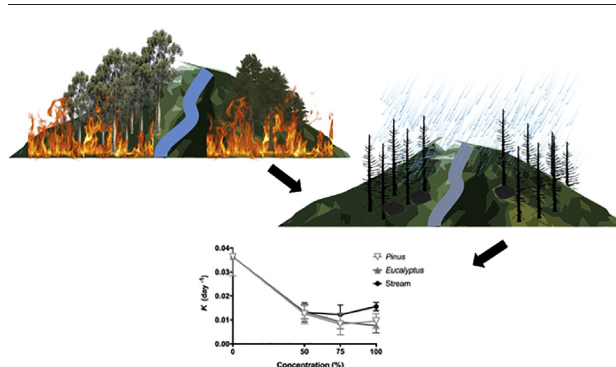 0.04
0.03
0.02
0.01
0.00
K (day⁻¹)
Pinus
Eucalyptus
Stream
0 50 75 100
Concentration (%)